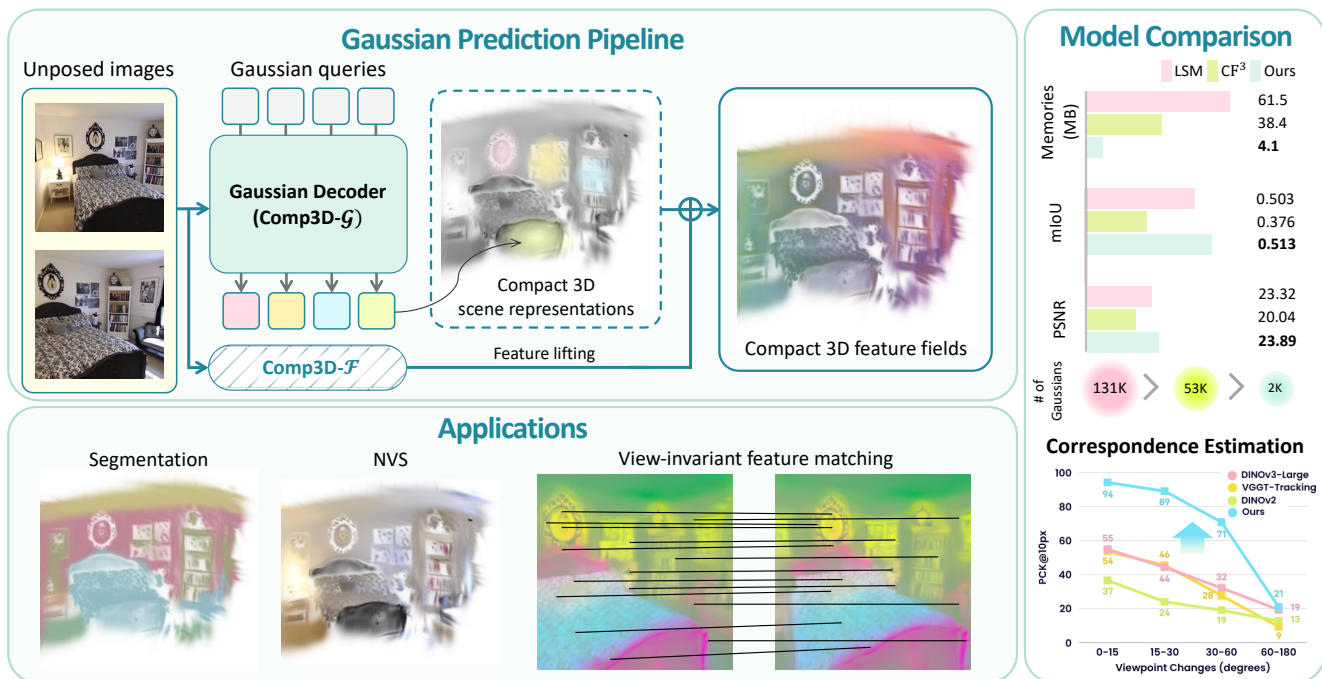 Gaussian Prediction Pipeline
Unposed images
Gaussian queries
Gaussian Decoder
(Comp3D-𝒢)
Compact 3D
scene representations
Comp3D-ℱ
Feature lifting
Compact 3D feature fields
Applications
Segmentation
NVS
View-invariant feature matching
Model Comparison
LSM CF³ Ours
Memories
(MB)
61.5
38.4
4.1
mIoU
0.503
0.376
0.513
PSNR
23.32
20.04
23.89
# of
Gaussians
131K > 53K > 2K
Correspondence Estimation
DINOv3-Large
VGGT-Tracking
DINOv2
Ours
PCK@10px
100
80
60
40
20
0
94
89
71
21
55
44
32
19
54
46
28
9
37
24
19
13
0-15 15-30 30-60 60-180
Viewpoint Changes (degrees)